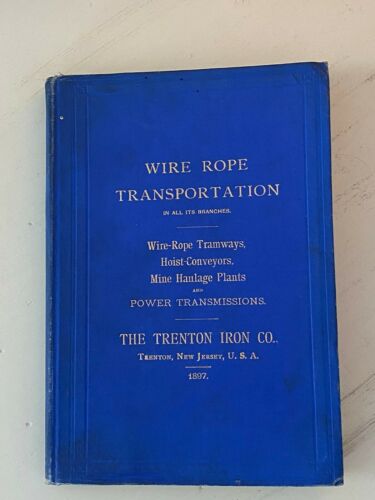 WIRE ROPE
TRANSPORTATION
IN ALL ITS BRANCHES.
Wire-Rope Tramways,
Hoist-Conveyors,
Mine Haulage Plants
AND
POWER TRANSMISSIONS.
THE TRENTON IRON CO..
TRENTON, NEW JERSEY, U. S. A.
1897.